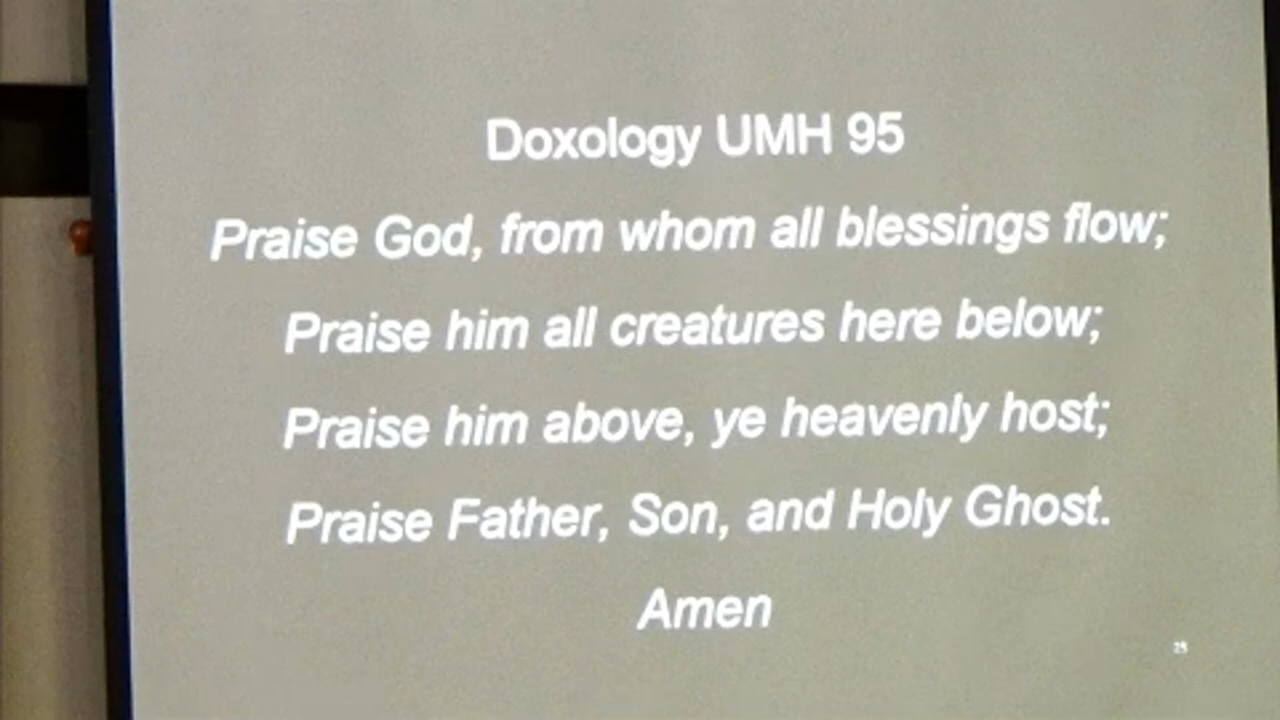 Doxology UMH 95
Praise God, from whom all blessings flow;
Praise him all creatures here below;
Praise him above, ye heavenly host;
Praise Father, Son, and Holy Ghost.
Amen